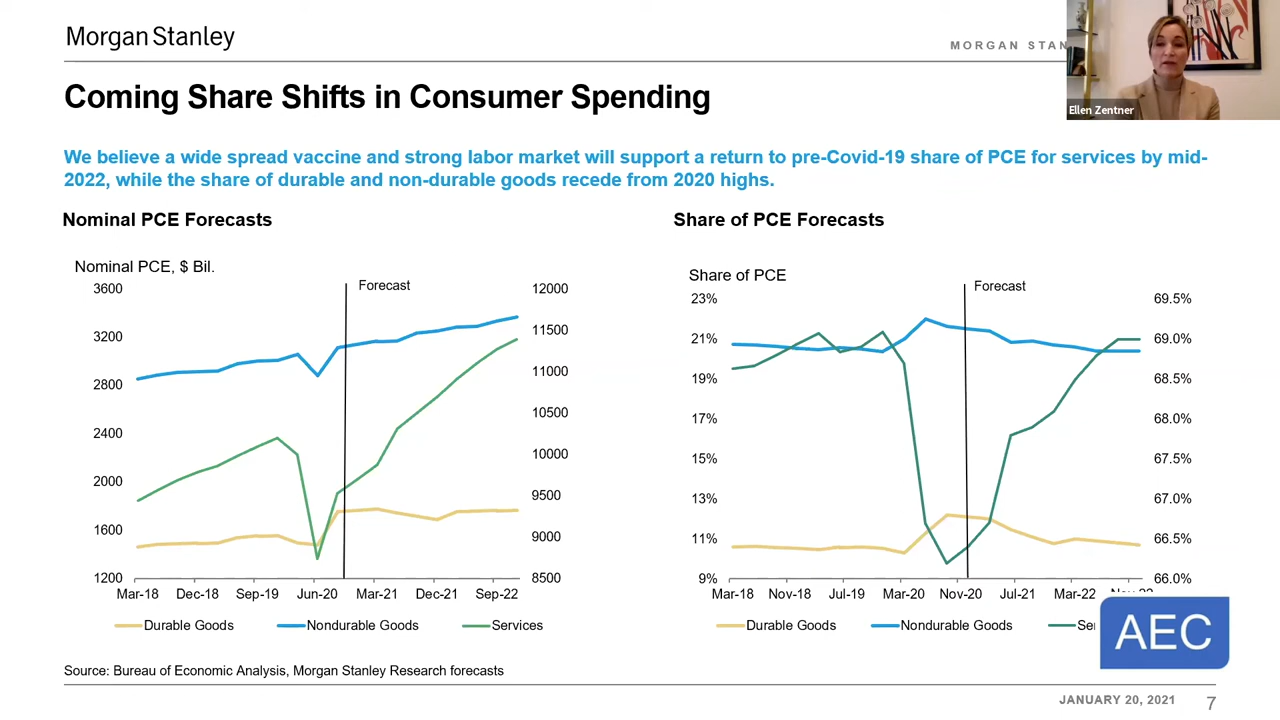 Morgan Stanley
MORGAN STAN
Ellen Zentner
Coming Share Shifts in Consumer Spending
We believe a wide spread vaccine and strong labor market will support a return to pre-Covid-19 share of PCE for services by mid-
2022, while the share of durable and non-durable goods recede from 2020 highs.
Nominal PCE Forecasts
Nominal PCE, $ Bil.
Forecast
3600
3200
2800
2400
2000
1600
1200
12000
11500
11000
10500
10000
9500
9000
8500
Mar-18 Dec-18 Sep-19 Jun-20 Mar-21 Dec-21 Sep-22
Durable Goods Nondurable Goods Services
Share of PCE Forecasts
Share of PCE
Forecast
23%
21%
19%
17%
15%
13%
11%
9%
69.5%
69.0%
68.5%
68.0%
67.5%
67.0%
66.5%
66.0%
Mar-18 Nov-18 Jul-19 Mar-20 Nov-20 Jul-21 Mar-22 Nov-22
Durable Goods Nondurable Goods Se
AEC
Source: Bureau of Economic Analysis, Morgan Stanley Research forecasts
JANUARY 20, 2021
7